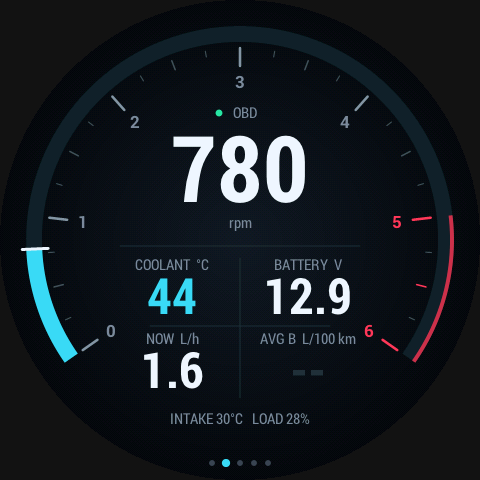 3
2
4
OBD
780
1
rpm
5
COOLANT °C
BATTERY V
44
12.9
0
NOW L/h
AVG B L/100 km
6
1.6
--
INTAKE 30°C LOAD 28%